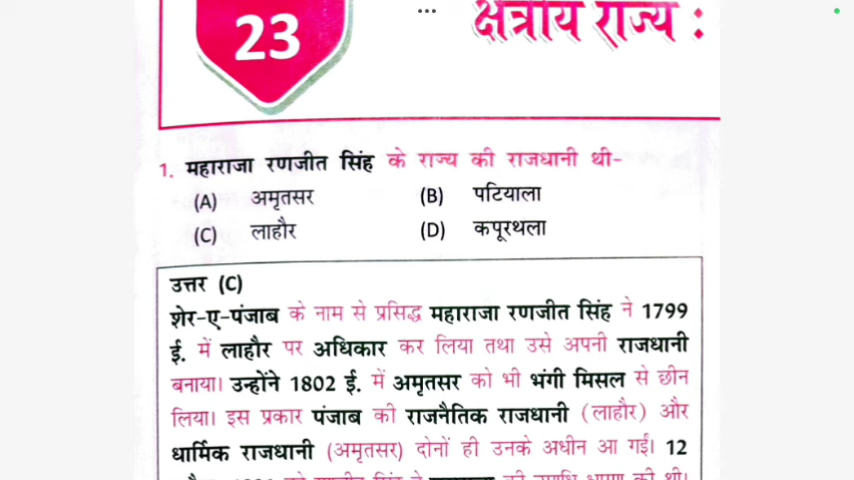 23
क्षेत्रीय राज्य :
1. महाराजा रणजीत सिंह के राज्य की राजधानी थी–
(A) अमृतसर (B) पटियाला
(C) लाहौर (D) कपूरथला
उत्तर (C)
शेर-ए-पंजाब के नाम से प्रसिद्ध महाराजा रणजीत सिंह ने 1799
ई. में लाहौर पर अधिकार कर लिया तथा उसे अपनी राजधानी
बनाया। उन्होंने 1802 ई. में अमृतसर को भी भंगी मिसल से छीन
लिया। इस प्रकार पंजाब की राजनैतिक राजधानी (लाहौर) और
धार्मिक राजधानी (अमृतसर) दोनों ही उनके अधीन आ गईं। 12